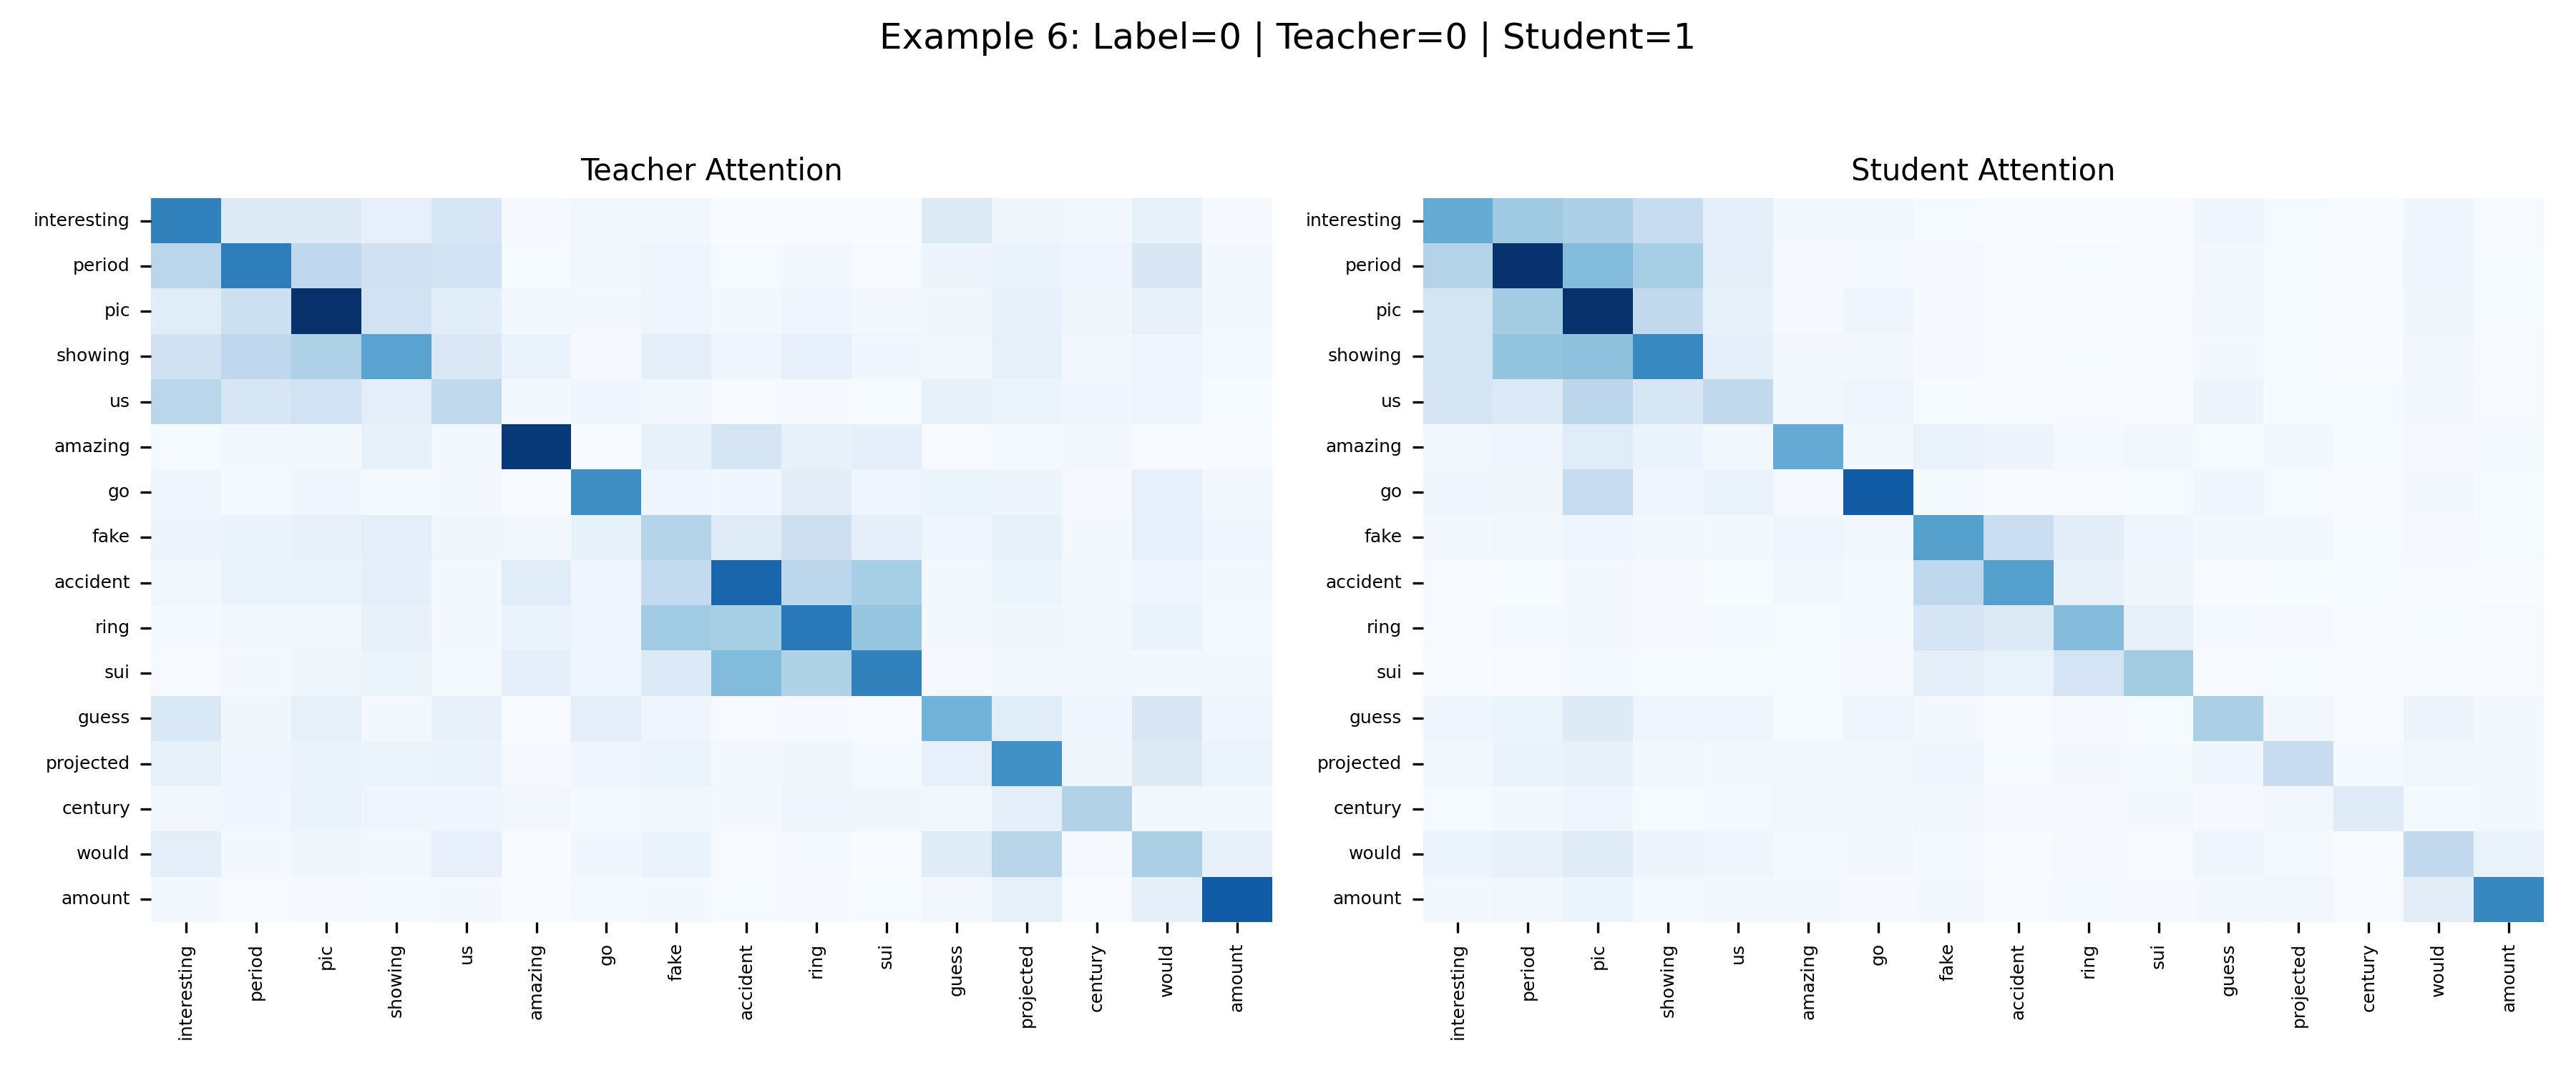 Example 6: Label=0 | Teacher=0 | Student=1
Teacher Attention
interesting
period
pic
showing
us
amazing
go
fake
accident
ring
sui
guess
projected
century
would
amount
interesting
period
pic
showing
us
amazing
go
fake
accident
ring
sui
guess
projected
century
would
amount
Student Attention
interesting
period
pic
showing
us
amazing
go
fake
accident
ring
sui
guess
projected
century
would
amount
interesting
period
pic
showing
us
amazing
go
fake
accident
ring
sui
guess
projected
century
would
amount